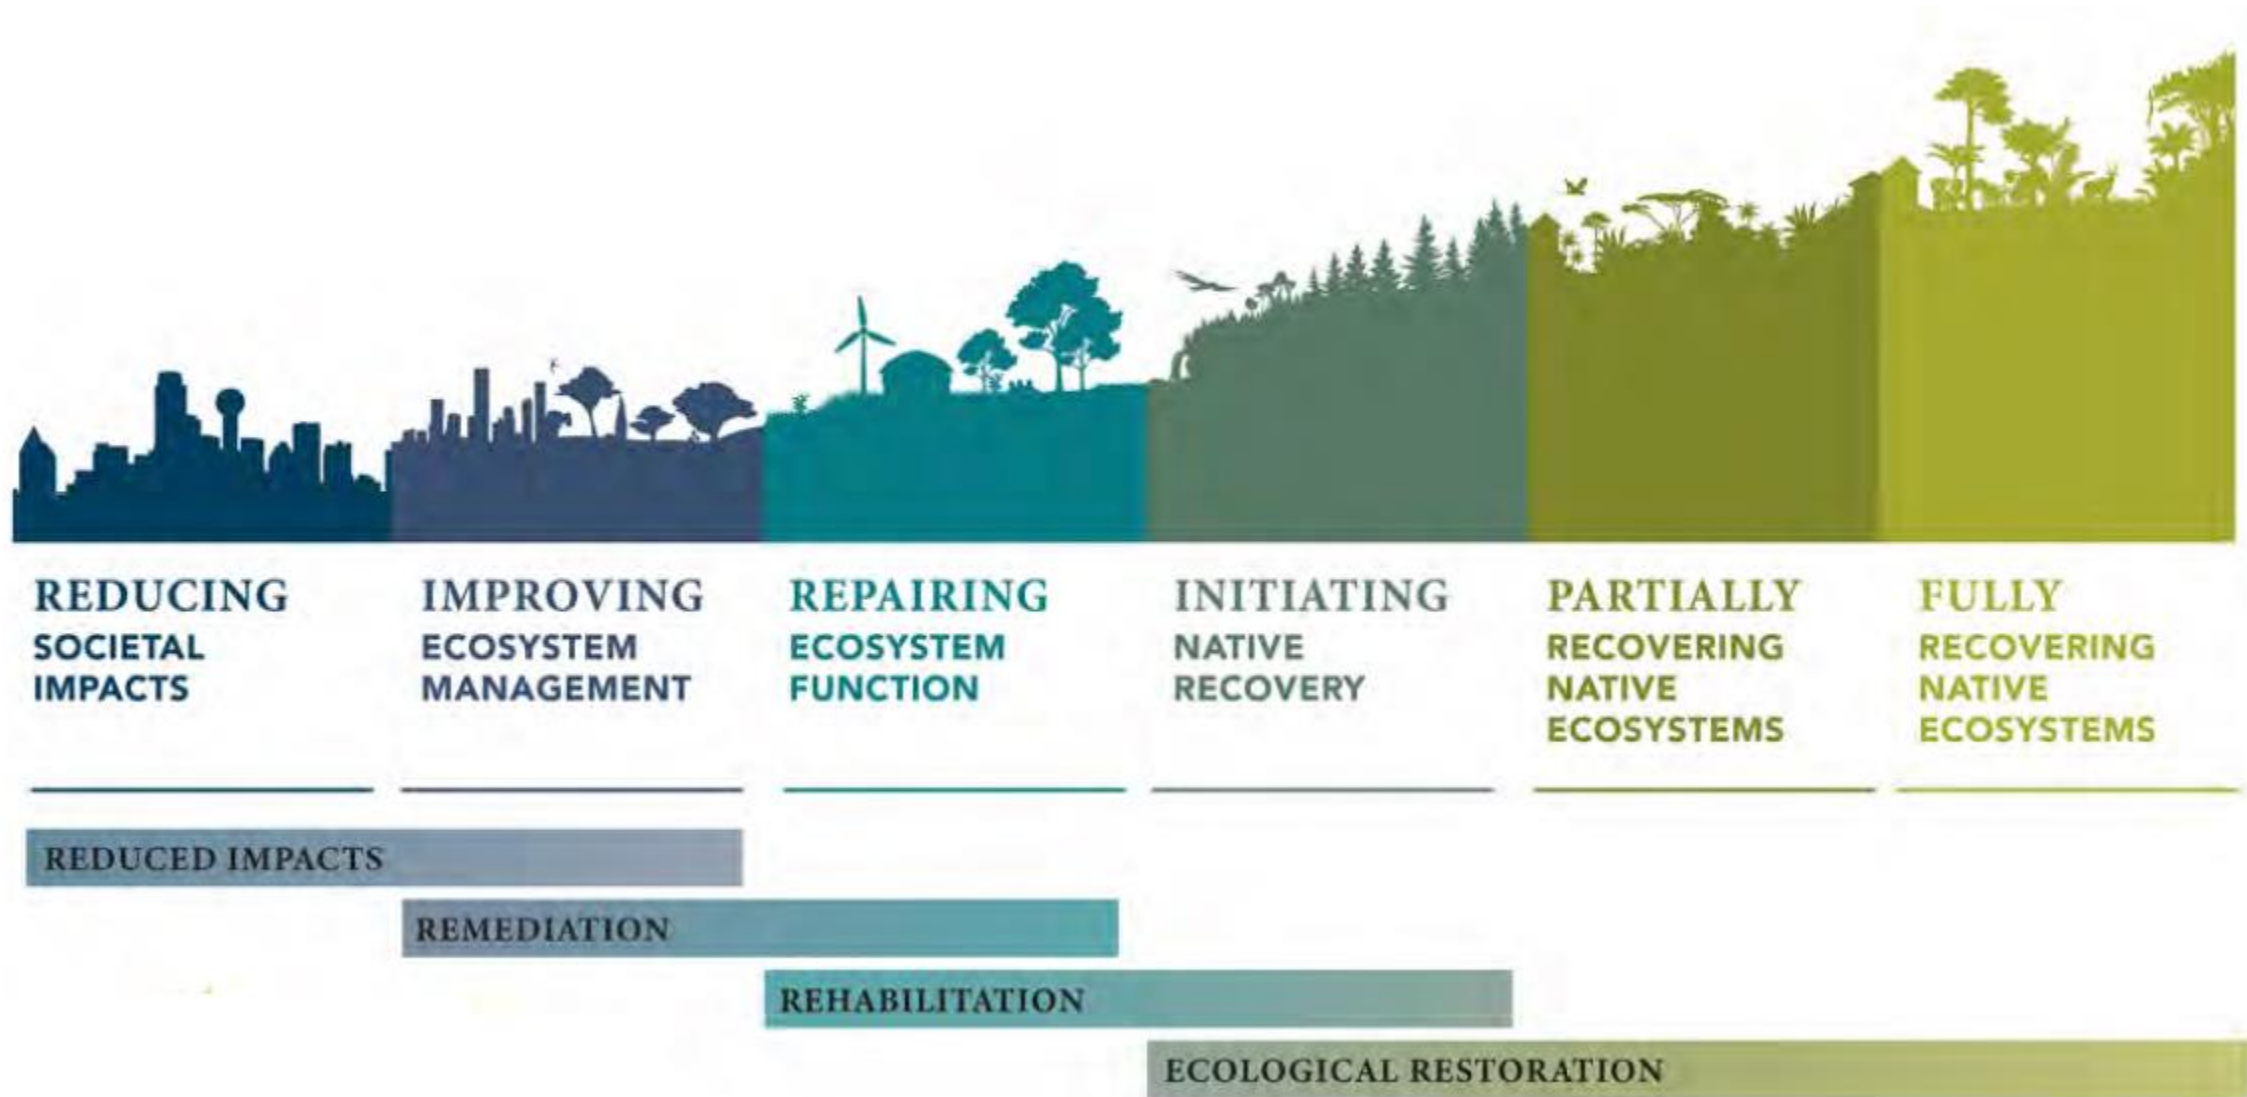 REDUCING
SOCIETAL
IMPACTS
IMPROVING
ECOSYSTEM
MANAGEMENT
REPAIRING
ECOSYSTEM
FUNCTION
INITIATING
NATIVE
RECOVERY
PARTIALLY
RECOVERING
NATIVE
ECOSYSTEMS
FULLY
RECOVERING
NATIVE
ECOSYSTEMS
REDUCED IMPACTS
REMEDIATION
REHABILITATION
ECOLOGICAL RESTORATION